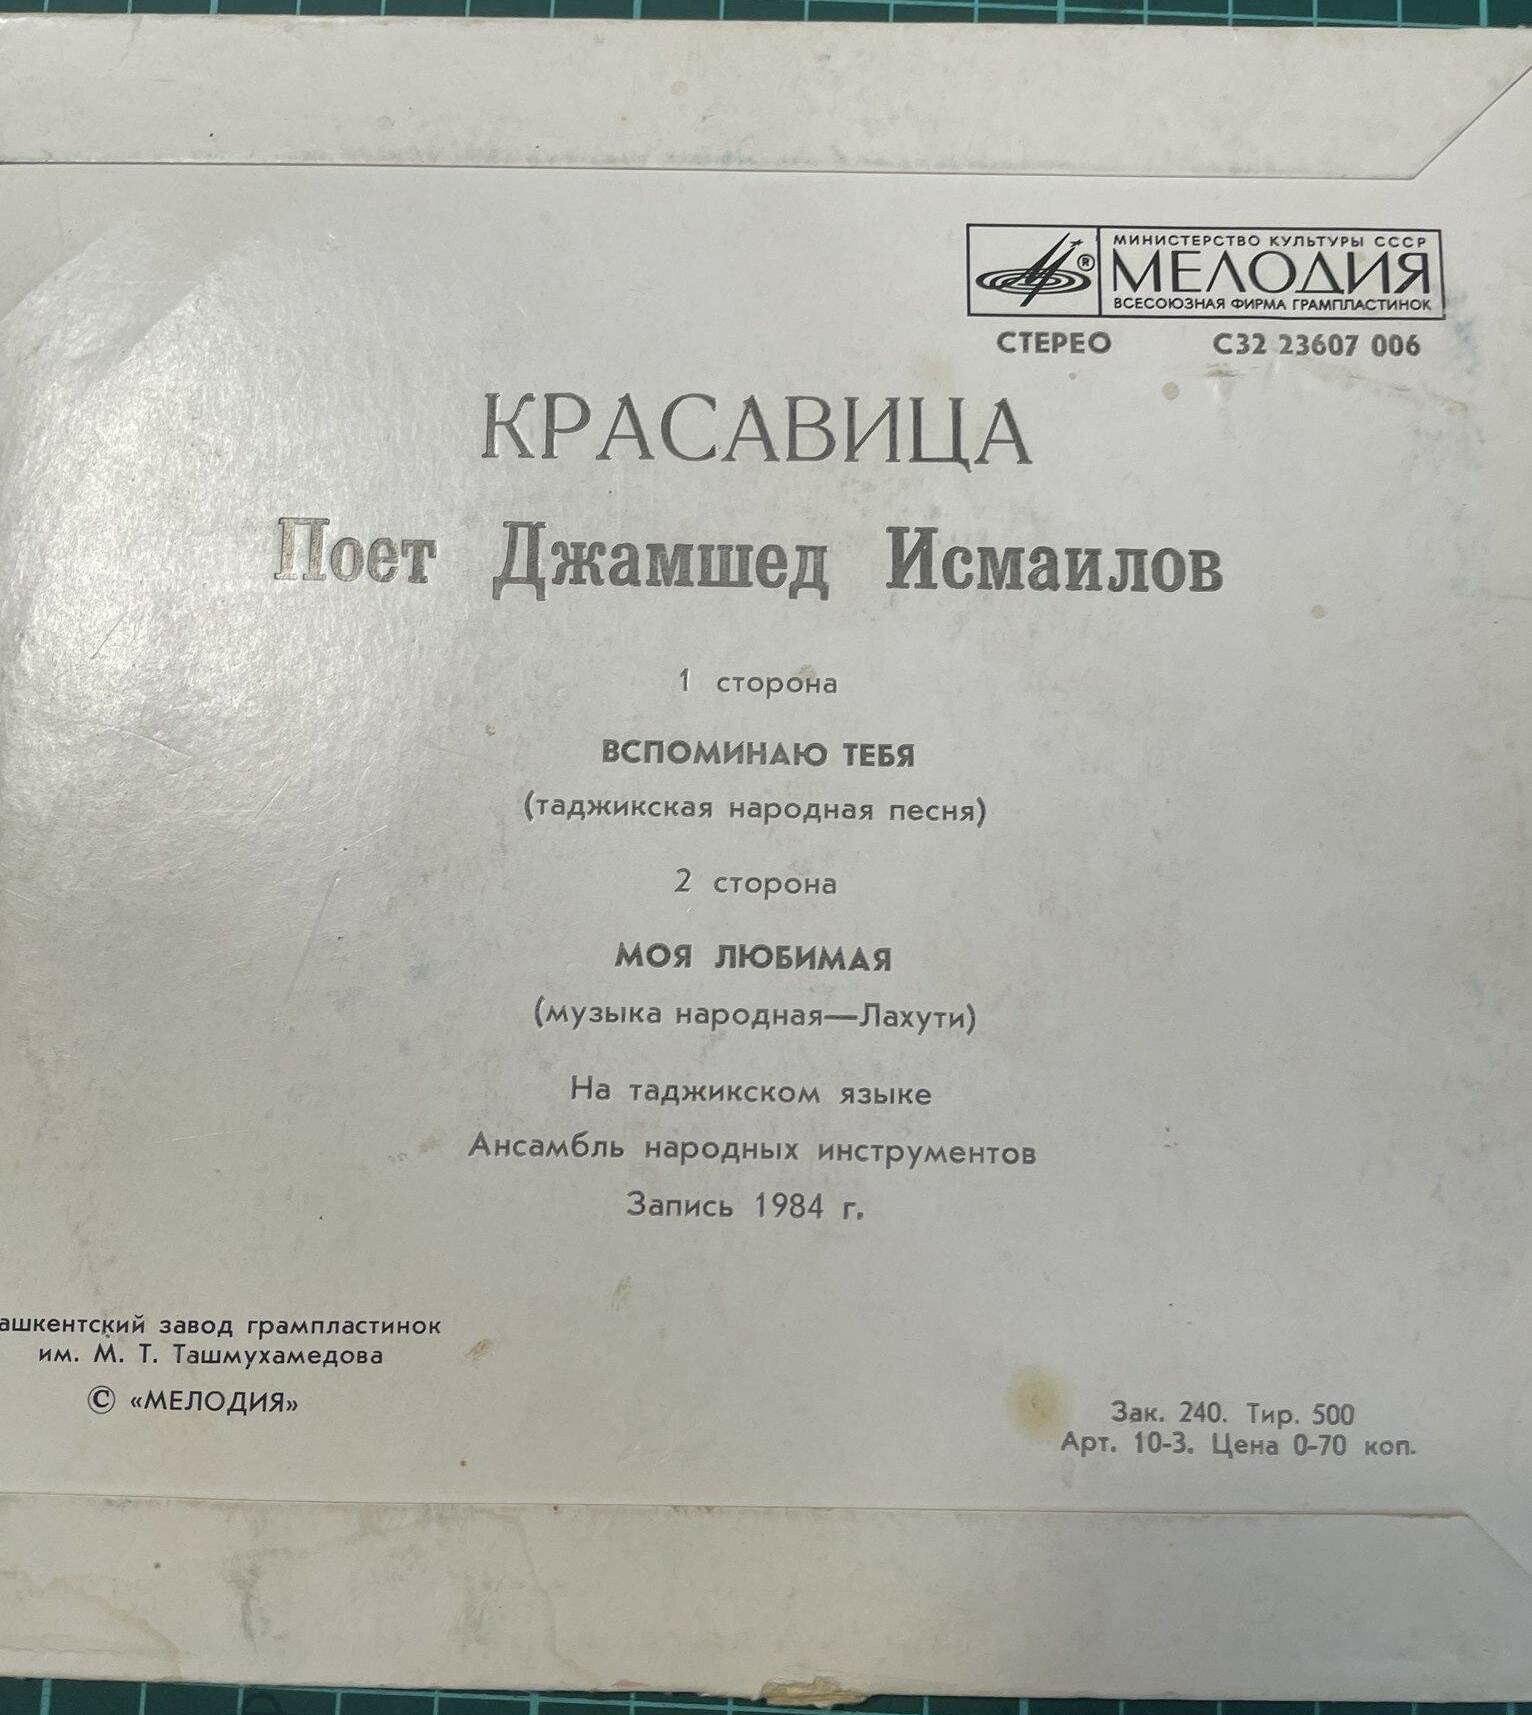 МИНИСТЕРСТВО КУЛЬТУРЫ СССР
МЕЛОДИЯ
ВСЕСОЮЗНАЯ ФИРМА ГРАМПЛАСТИНОК
СТЕРЕО С32 23607 006
КРАСАВИЦА
Поет Джамшед Исмаилов
1 сторона
ВСПОМИНАЮ ТЕБЯ
(таджикская народная песня)
2 сторона
МОЯ ЛЮБИМАЯ
(музыка народная—Лахути)
На таджикском языке
Ансамбль народных инструментов
Запись 1984 г.
ашкентский завод грампластинок
им. М. Т. Ташмухамедова
© «МЕЛОДИЯ»
Зак. 240. Тир. 500
Арт. 10-3. Цена 0-70 коп.